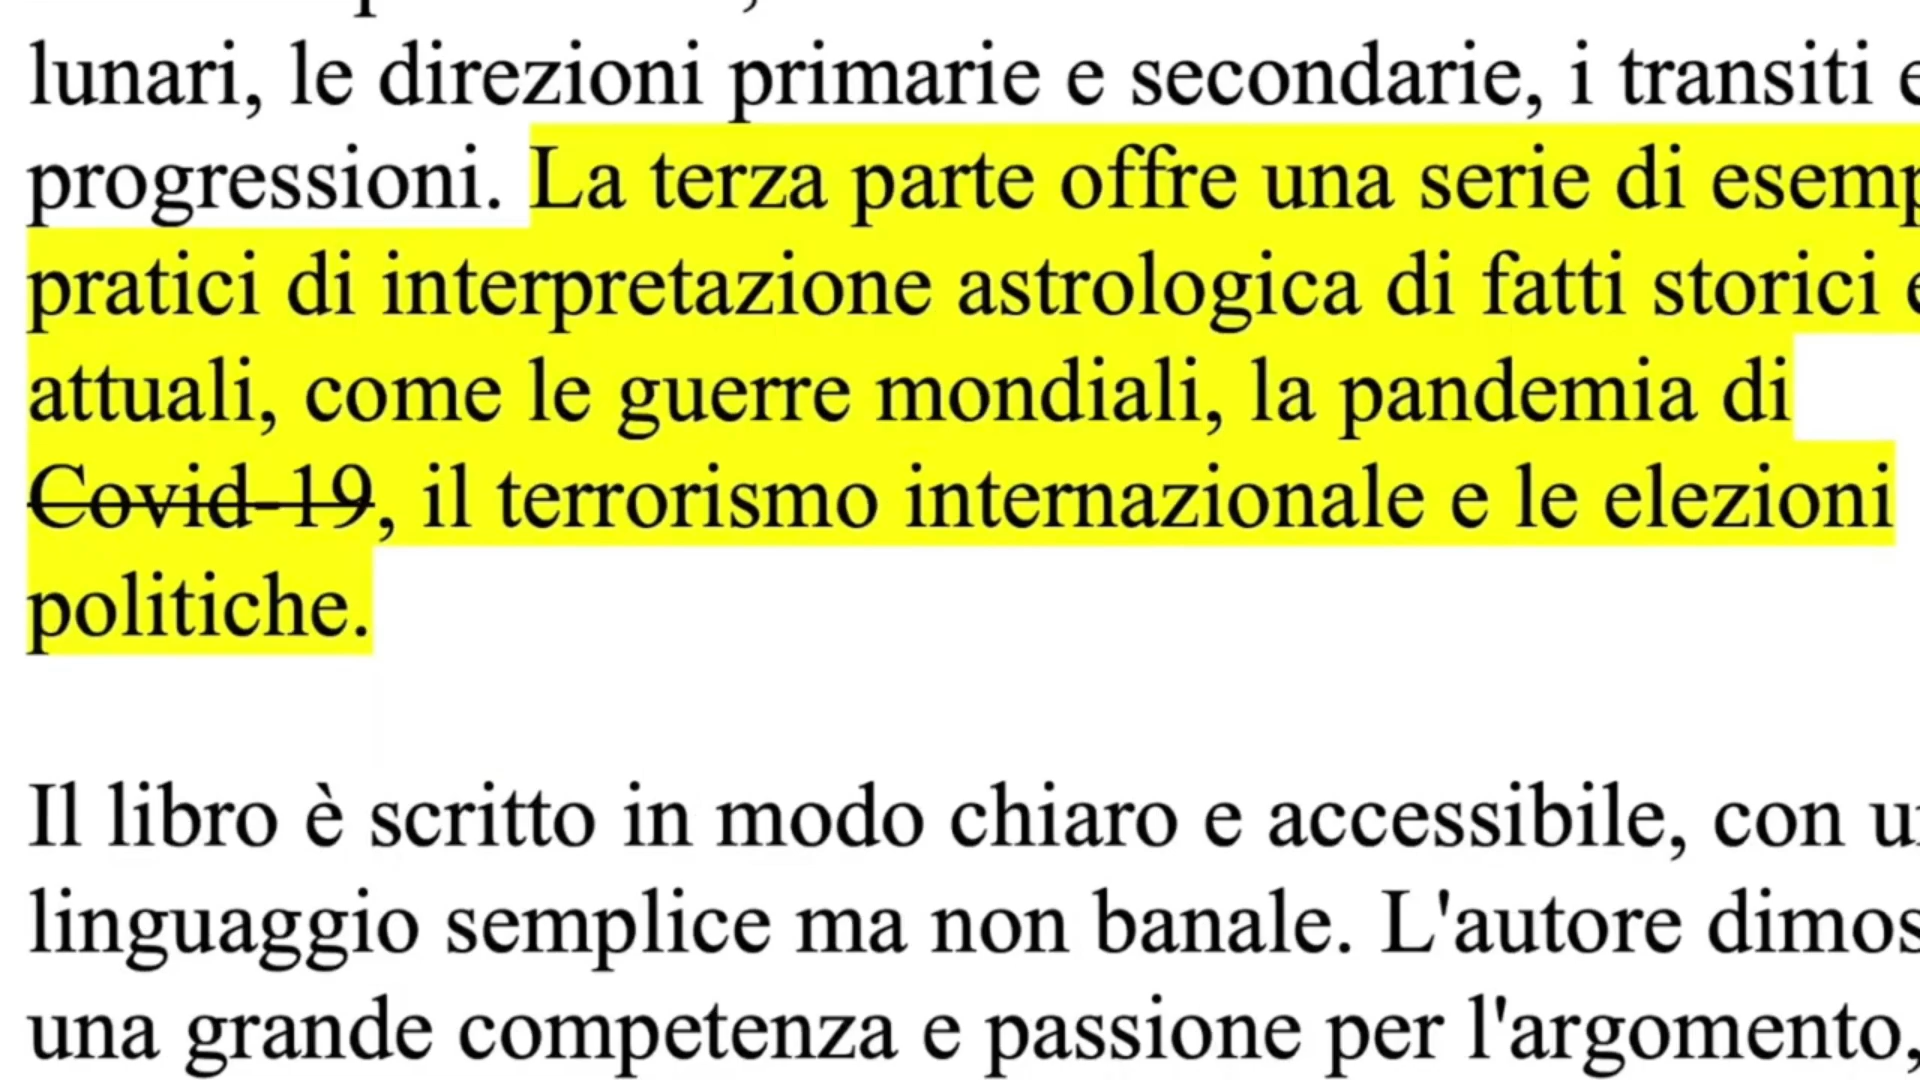 lunari, le direzioni primarie e secondarie, i transiti e
progressioni. La terza parte offre una serie di esemp
pratici di interpretazione astrologica di fatti storici e
attuali, come le guerre mondiali, la pandemia di
Covid-19, il terrorismo internazionale e le elezioni
politiche.
Il libro è scritto in modo chiaro e accessibile, con un
linguaggio semplice ma non banale. L'autore dimos
una grande competenza e passione per l'argomento,